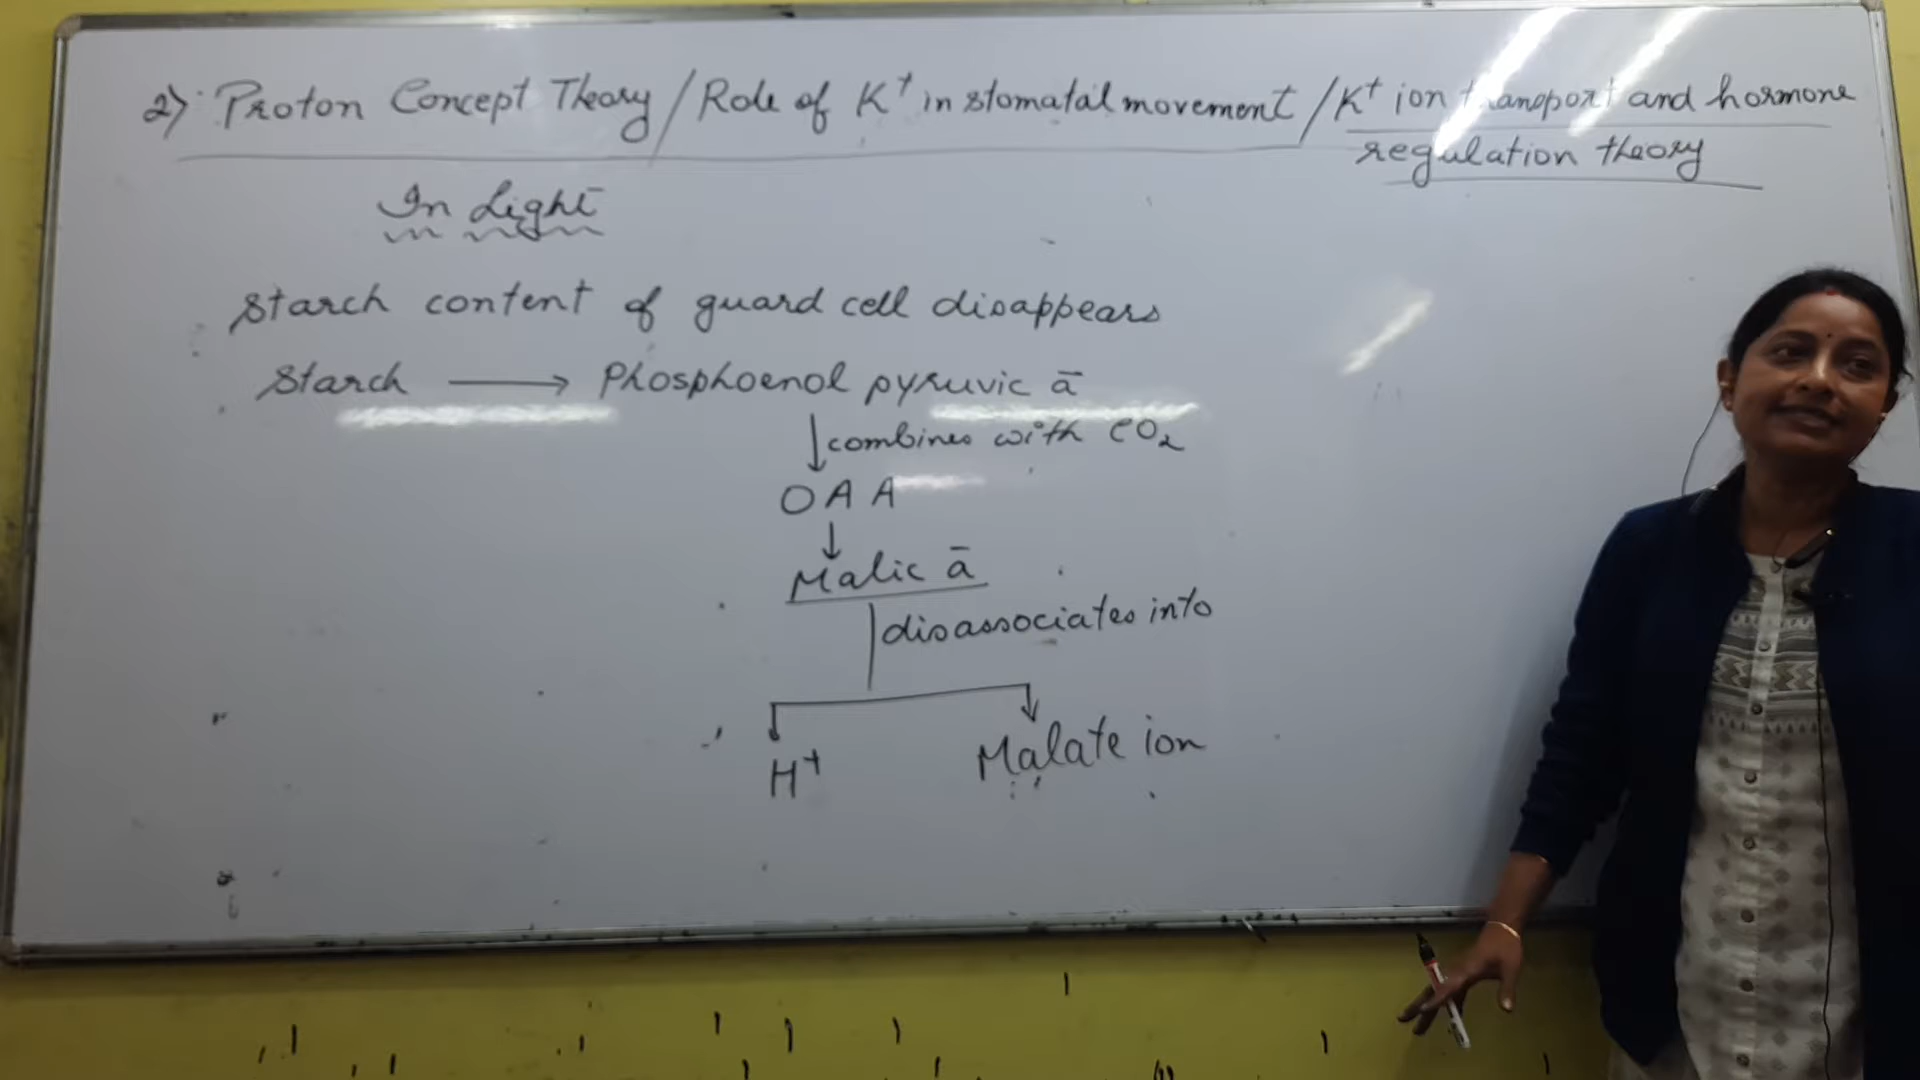 2) Proton Concept Theory / Role of K+ in stomatal movement / K+ ion transport and hormone
regulation theory
In Light
Starch content of guard cell disappears
Starch → Phosphoenol pyruvic ā
↓ combines with CO2
OAA
↓
Malic ā
disassociates into
H+ Malate ion